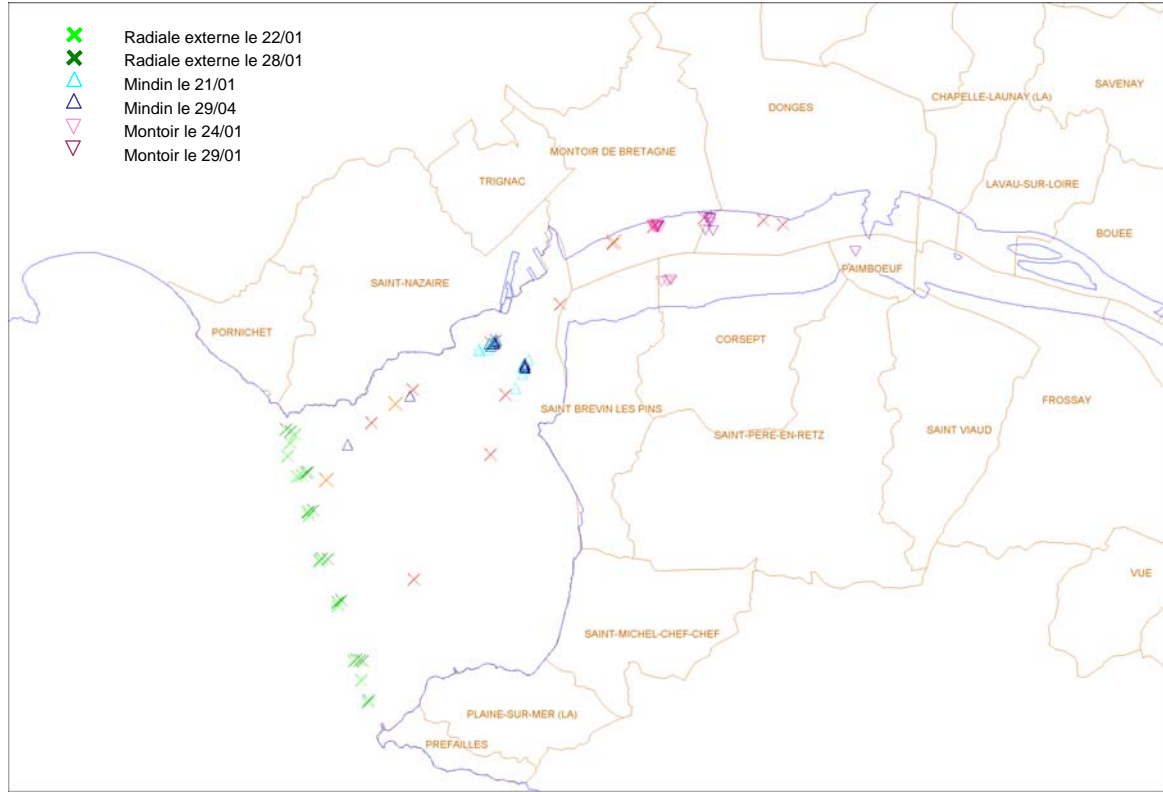 Radiale externe le 22/01
Radiale externe le 28/01
Mindin le 21/01
Mindin le 29/04
Montoir le 24/01
Montoir le 29/01
SAVENAY
CHAPELLE-LAUNAY (LA)
DONGES
MONTOIR DE BRETAGNE
TRIGNAC
LAVAU-SUR-LOIRE
BOUEE
PAIMBOEUF
SAINT-NAZAIRE
PORNICHET
CORSEPT
FROSSAY
SAINT BREVIN LES PINS
SAINT-PERE-EN-RETZ
SAINT VIAUD
VUE
SAINT-MICHEL-CHEF-CHEF
PLAINE-SUR-MER (LA)
PREFAILLES